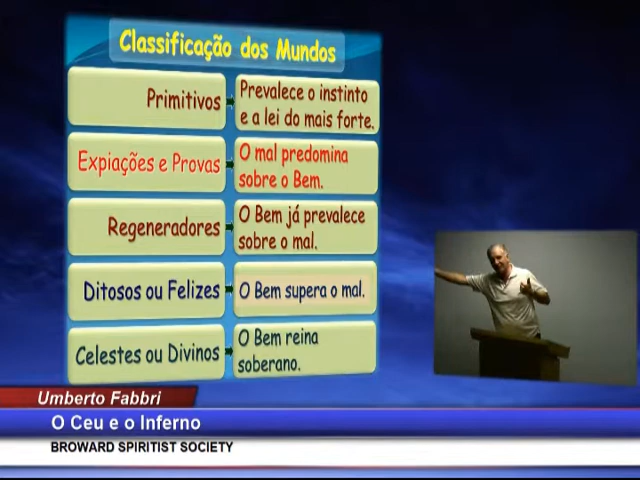 Classificação dos Mundos
Primitivos
Prevalece o instinto
e a lei do mais forte.
Expiações e Provas
O mal predomina
sobre o Bem.
Regeneradores
O Bem já prevalece
sobre o mal.
Ditosos ou Felizes
O Bem supera o mal.
Celestes ou Divinos
O Bem reina
soberano.
Umberto Fabbri
O Ceu e o Inferno
BROWARD SPIRITIST SOCIETY